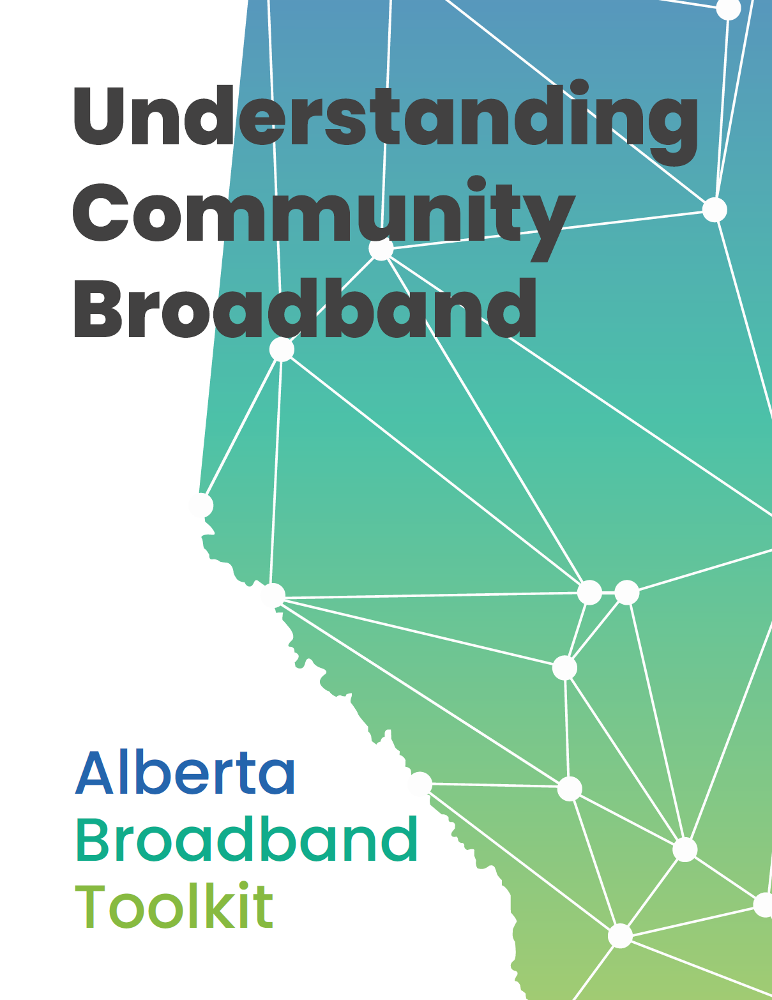 Understanding
Community
Broadband
Alberta
Broadband
Toolkit